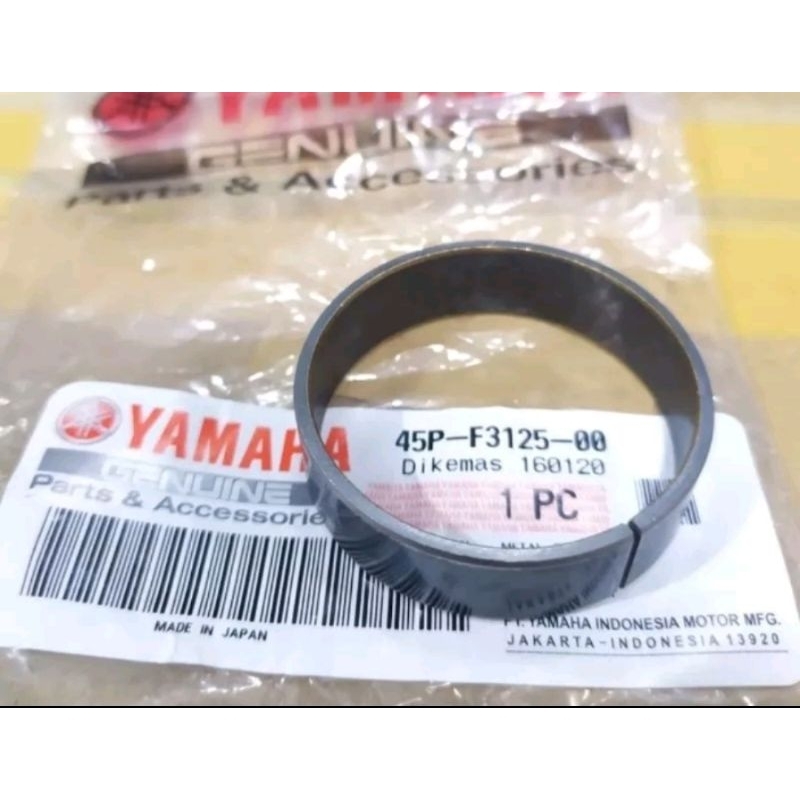 YAMAHA
GENUINE
Parts & Accessories
YAMAHA
GENUINE
Parts & Accessorie
45P-F3125-00
Dikemas 160120
1 PC
MADE IN JAPAN
PT. YAMAHA INDONESIA MOTOR MFG.
JAKARTA-INDONESIA 13920